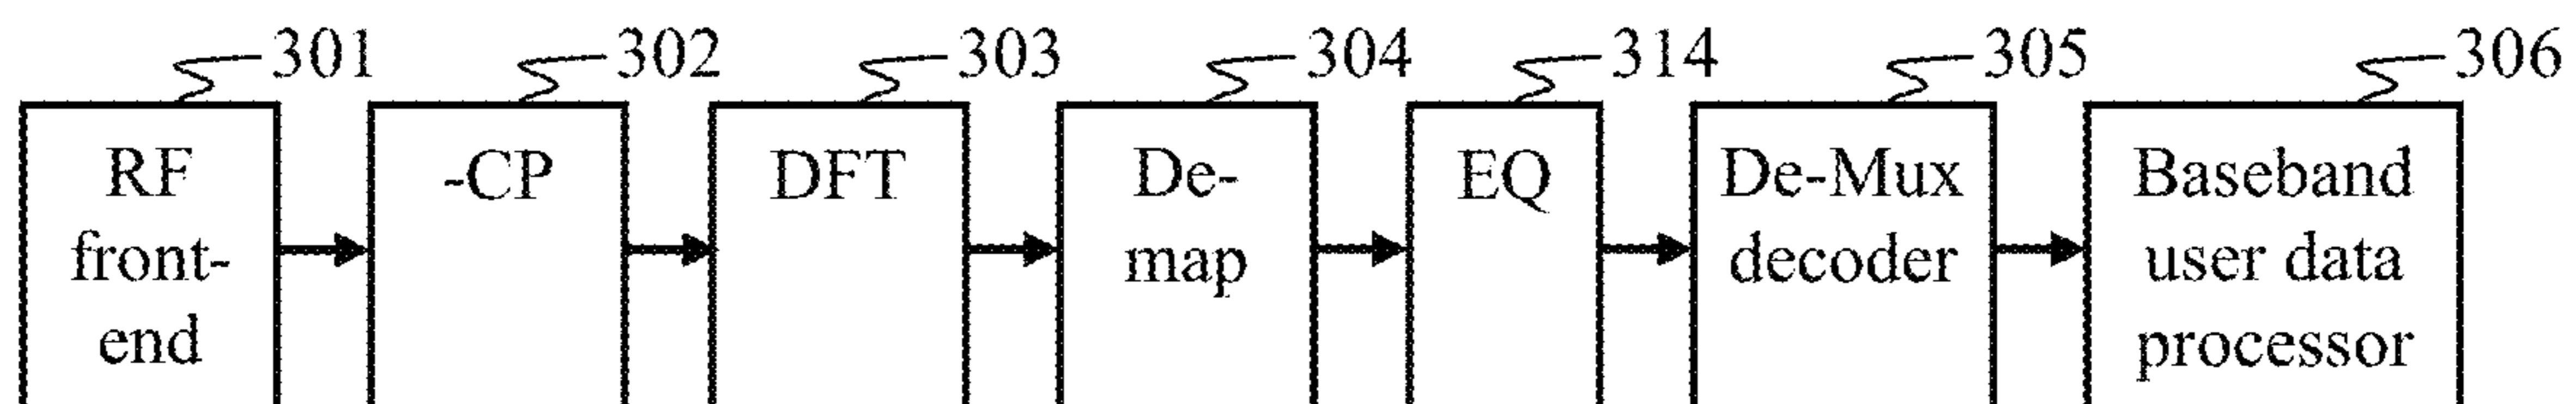 301 302 303 304 314 305 306
RF
front-
end
-CP
DFT
De-
map
EQ
De-Mux
decoder
Baseband
user data
processor